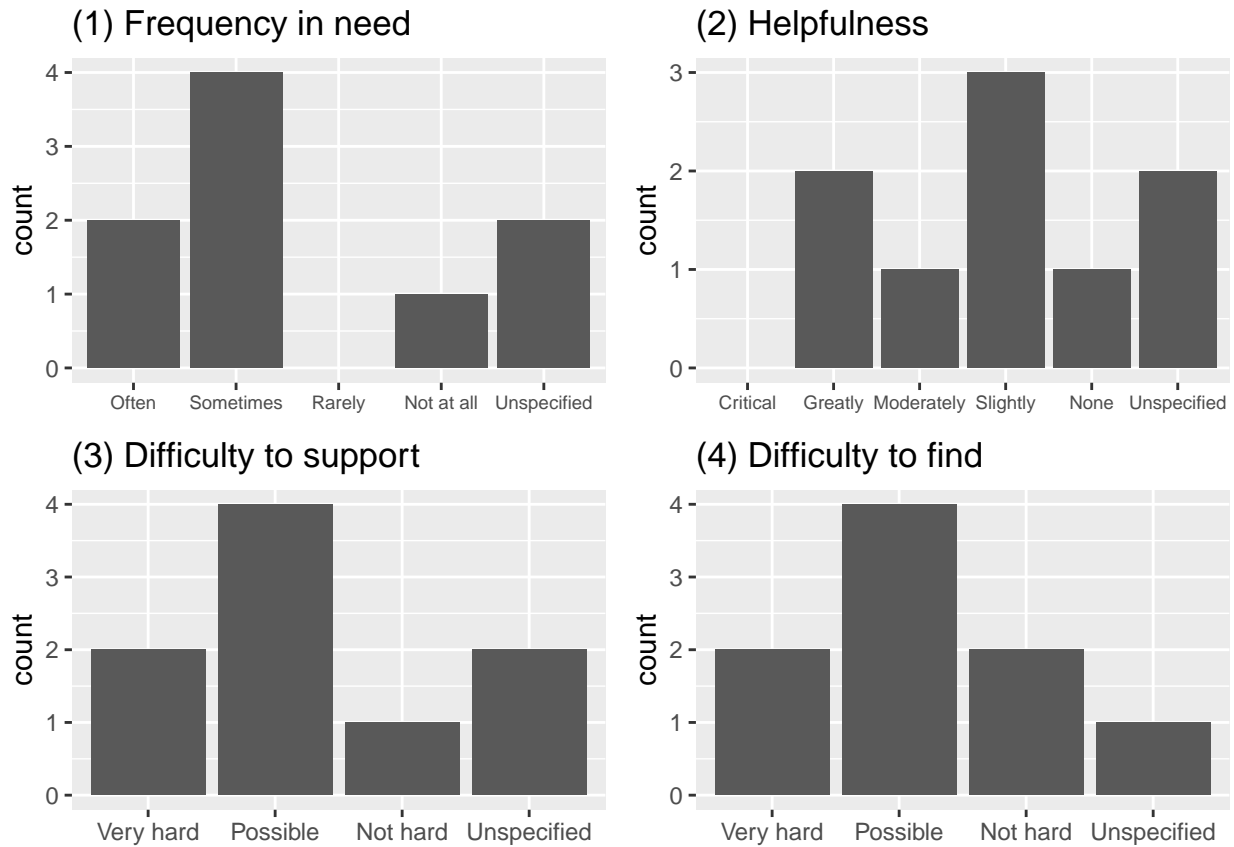 (1) Frequency in need
count
4
3
2
1
0
Often Sometimes Rarely Not at all Unspecified
(2) Helpfulness
count
3
2
1
0
Critical Greatly Moderately Slightly None Unspecified
(3) Difficulty to support
count
4
3
2
1
0
Very hard Possible Not hard Unspecified
(4) Difficulty to find
count
4
3
2
1
0
Very hard Possible Not hard Unspecified